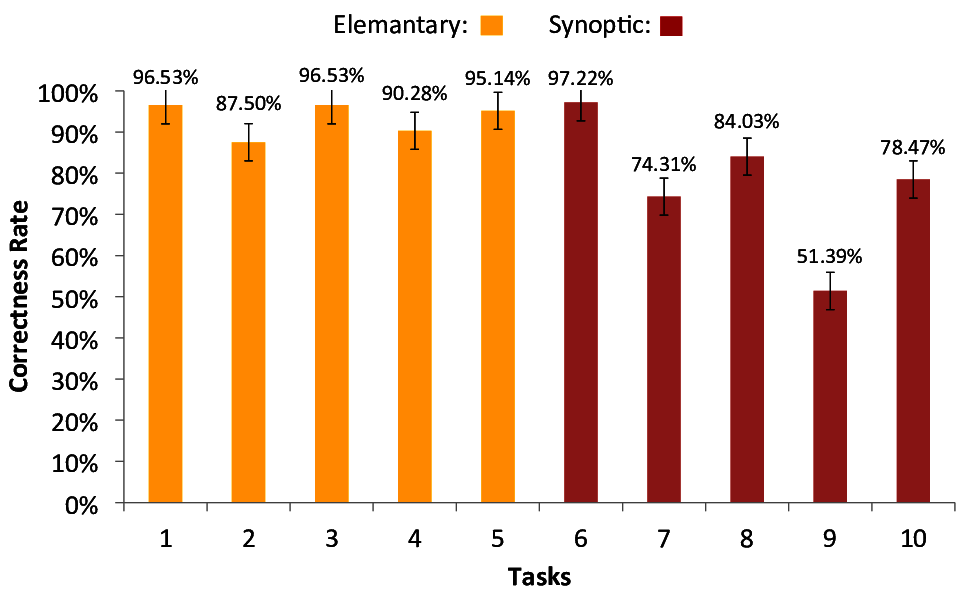 Elemantary: Synoptic:
96.53% 87.50% 96.53% 90.28% 95.14% 97.22% 74.31% 84.03% 51.39% 78.47%
Correctness Rate
100%
90%
80%
70%
60%
50%
40%
30%
20%
10%
0%
1 2 3 4 5 6 7 8 9 10
Tasks